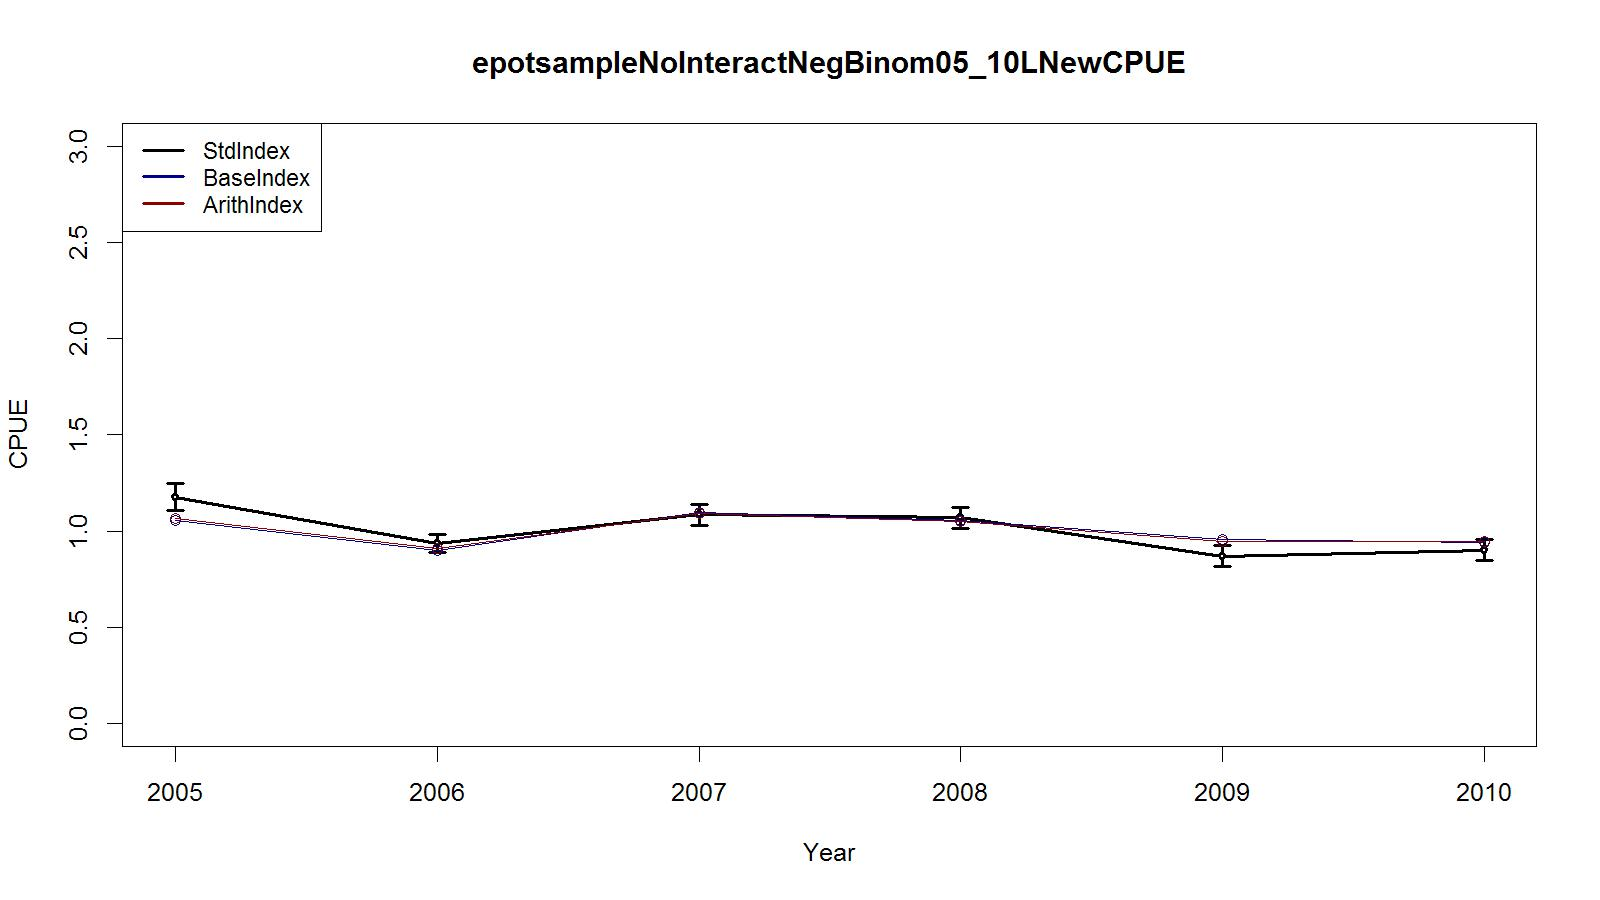 epotsampleNoInteractNegBinom05_10LNewCPUE
StdIndex
BaseIndex
ArithIndex
3.0
2.5
2.0
1.5
1.0
0.5
0.0
CPUE
2005 2006 2007 2008 2009 2010
Year